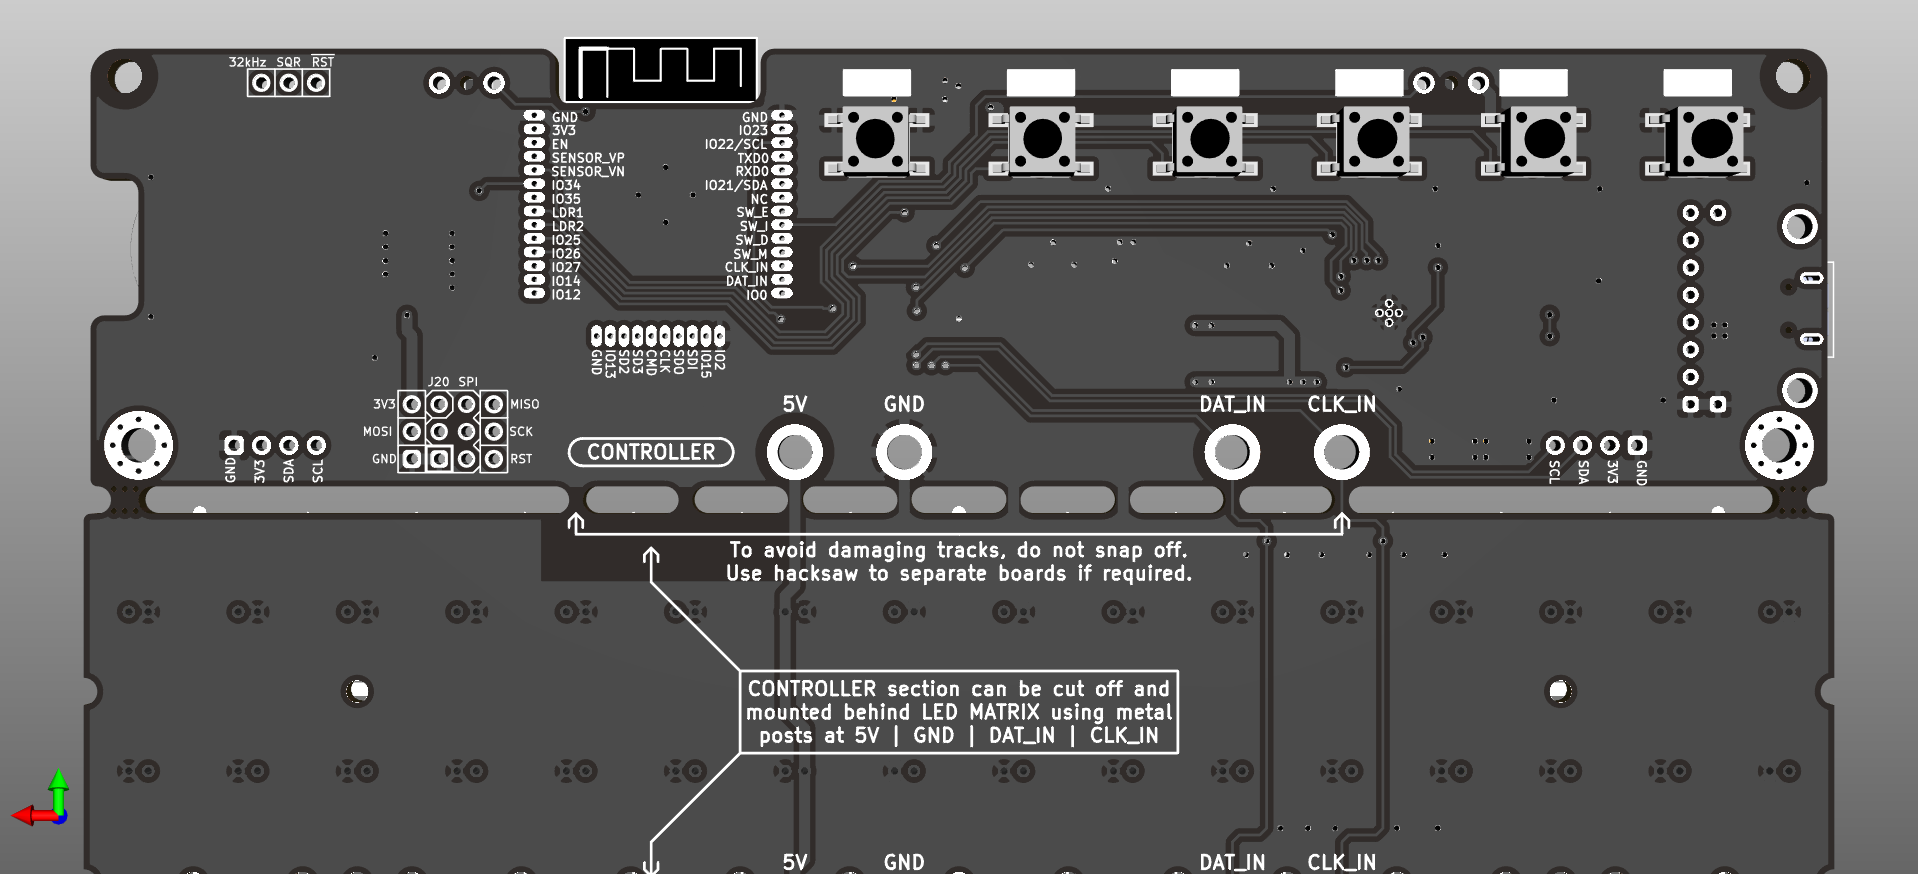 32kHz SQR RST
GND
3V3
EN
SENSOR_VP
SENSOR_VN
IO34
IO35
LDR1
LDR2
IO25
IO26
IO27
IO14
IO12
GND
IO23
IO22/SCL
TXD0
RXD0
IO21/SDA
NC
SW_E
SW_I
SW_D
SW_M
CLK_IN
DAT_IN
IO0
GND
IO13
SD2
SD3
CMD
CLK
SD0
SD1
IO15
IO2
J20 SPI
3V3
MISO
MOSI
SCK
GND
RST
GND
3V3
SDA
SCL
CONTROLLER
5V
GND
DAT_IN
CLK_IN
SCL
SDA
3V3
GND
To avoid damaging tracks, do not snap off.
Use hacksaw to separate boards if required.
CONTROLLER section can be cut off and
mounted behind LED MATRIX using metal
posts at 5V | GND | DAT_IN | CLK_IN
5V
GND
DAT_IN
CLK_IN